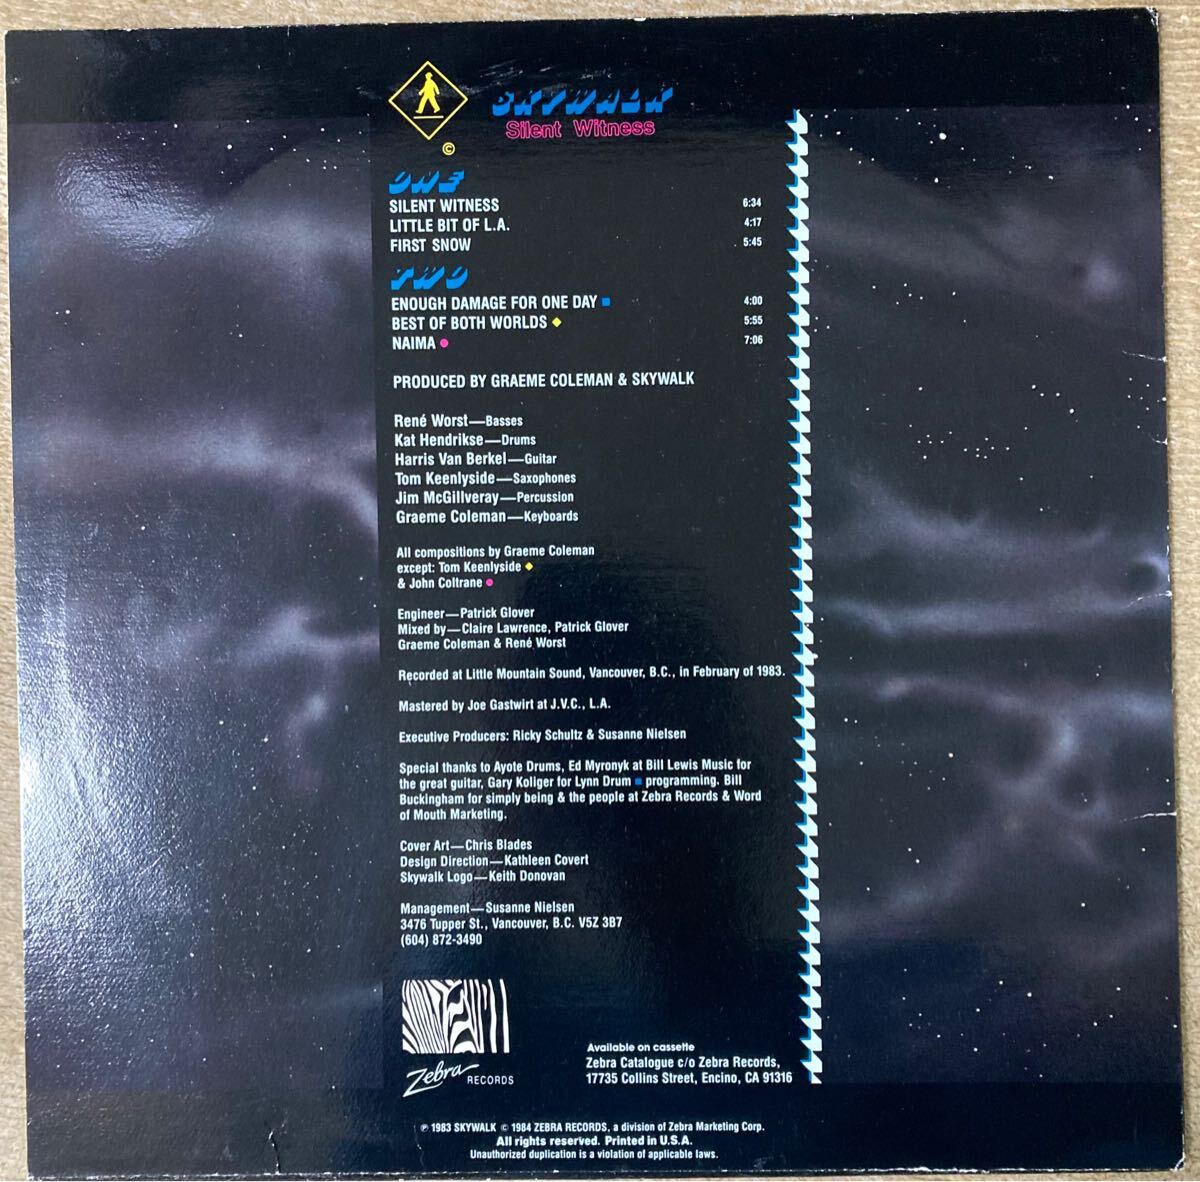 SKYWALK
Silent Witness
©
ONE
SILENT WITNESS 6:34
LITTLE BIT OF L.A. 4:17
FIRST SNOW 5:45
TWO
ENOUGH DAMAGE FOR ONE DAY ■ 4:00
BEST OF BOTH WORLDS ◆ 5:55
NAIMA ● 7:06
PRODUCED BY GRAEME COLEMAN & SKYWALK
René Worst—Basses
Kat Hendrikse—Drums
Harris Van Berkel—Guitar
Tom Keenlyside—Saxophones
Jim McGillveray—Percussion
Graeme Coleman—Keyboards
All compositions by Graeme Coleman
except: Tom Keenlyside ◆
& John Coltrane ●
Engineer—Patrick Glover
Mixed by—Claire Lawrence, Patrick Glover
Graeme Coleman & René Worst
Recorded at Little Mountain Sound, Vancouver, B.C., in February of 1983.
Mastered by Joe Gastwirt at J.V.C., L.A.
Executive Producers: Ricky Schultz & Susanne Nielsen
Special thanks to Ayote Drums, Ed Myronyk at Bill Lewis Music for
the great guitar, Gary Koliger for Lynn Drum ■ programming. Bill
Buckingham for simply being & the people at Zebra Records & Word
of Mouth Marketing.
Cover Art—Chris Blades
Design Direction—Kathleen Covert
Skywalk Logo—Keith Donovan
Management—Susanne Nielsen
3476 Tupper St., Vancouver, B.C. V5Z 3B7
(604) 872-3490
Zebra RECORDS
Available on cassette
Zebra Catalogue c/o Zebra Records,
17735 Collins Street, Encino, CA 91316
℗ 1983 SKYWALK © 1984 ZEBRA RECORDS, a division of Zebra Marketing Corp.
All rights reserved. Printed in U.S.A.
Unauthorized duplication is a violation of applicable laws.